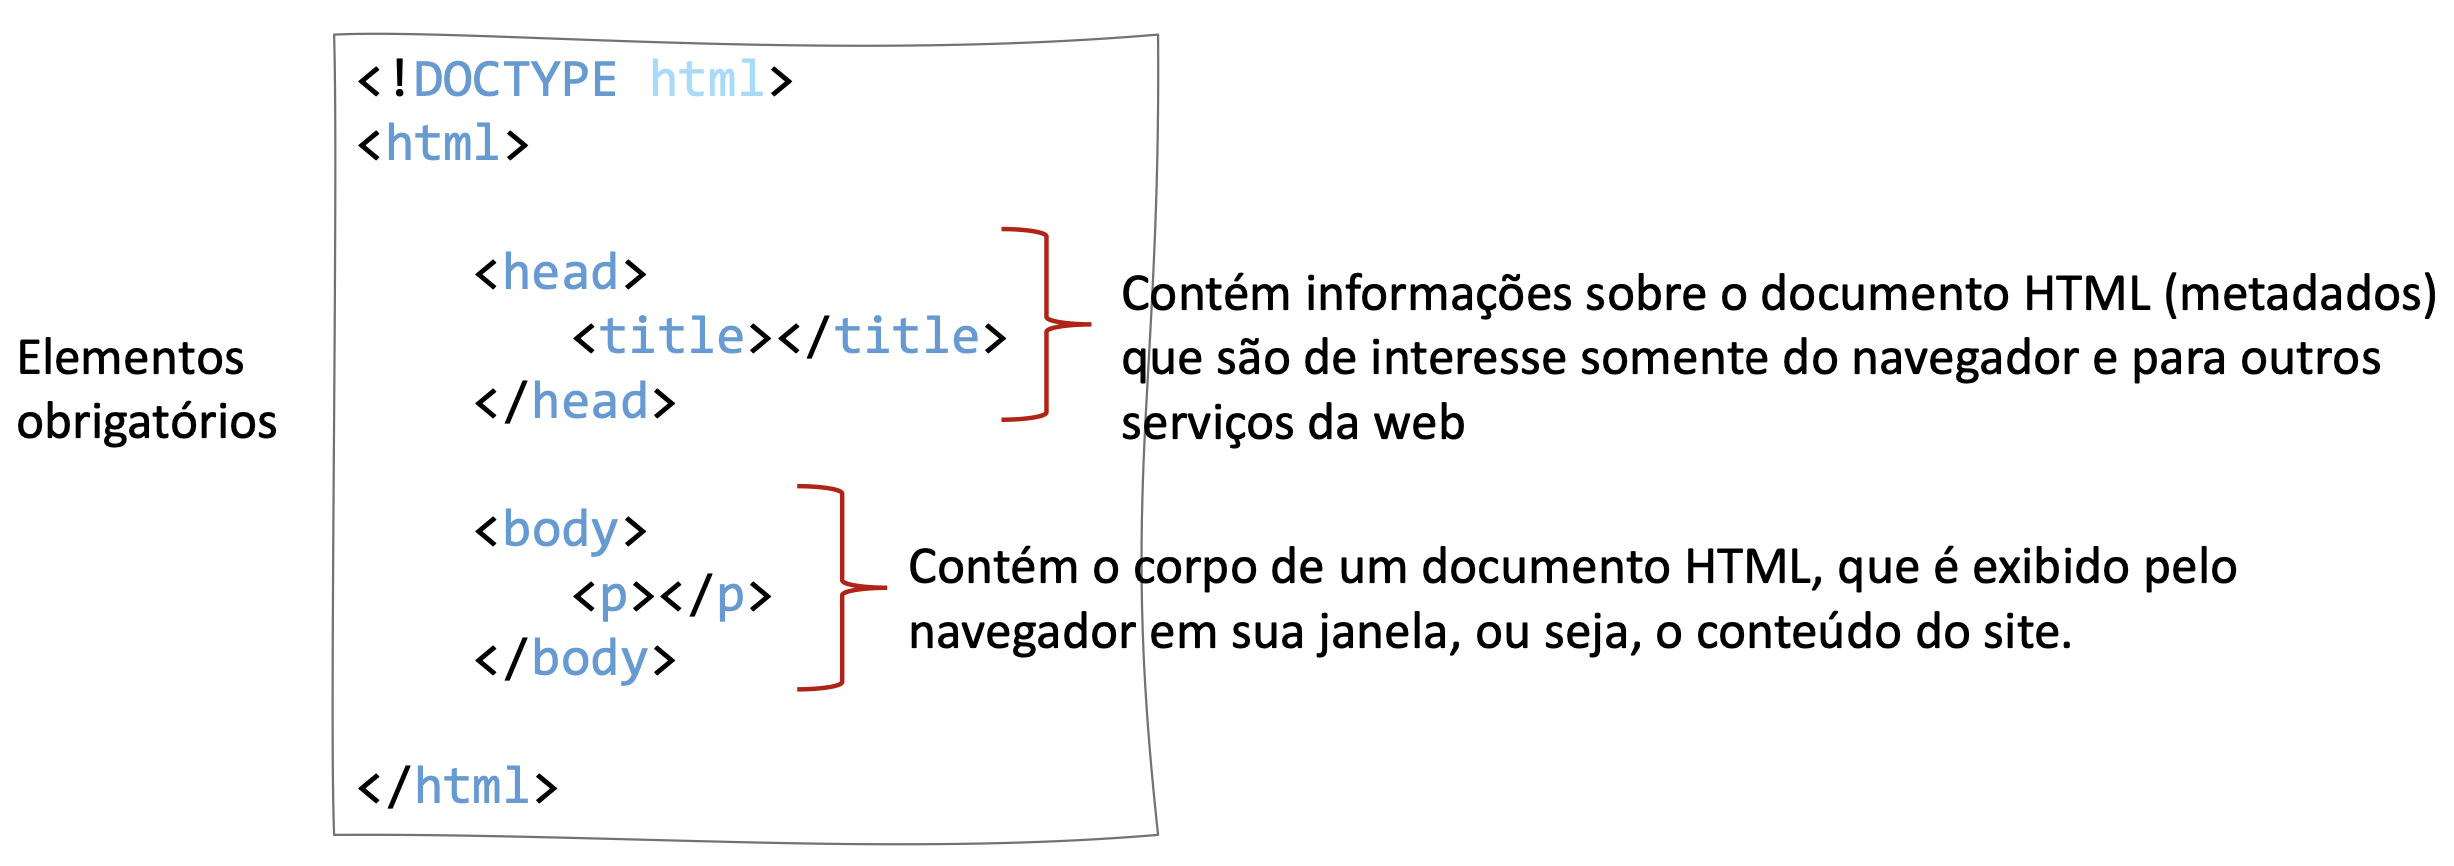 <!DOCTYPE html>
<html>
<head>
<title></title>
</head>
Elementos
obrigatórios
Contém informações sobre o documento HTML (metadados)
que são de interesse somente do navegador e para outros
serviços da web
<body>
<p></p>
</body>
Contém o corpo de um documento HTML, que é exibido pelo
navegador em sua janela, ou seja, o conteúdo do site.
</html>